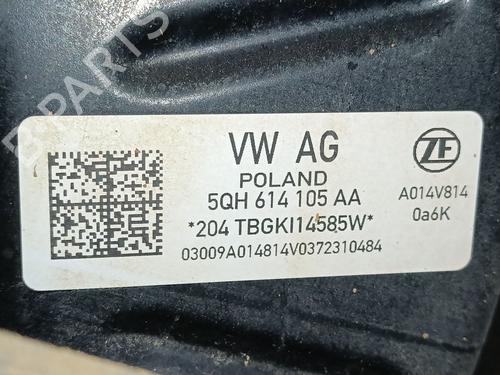 VW AG
POLAND
5QH 614 105 AA
*204 TBGKI14585W*
03009A014814V0372310484
ZF
A014V814
0a6K
B-PARTS